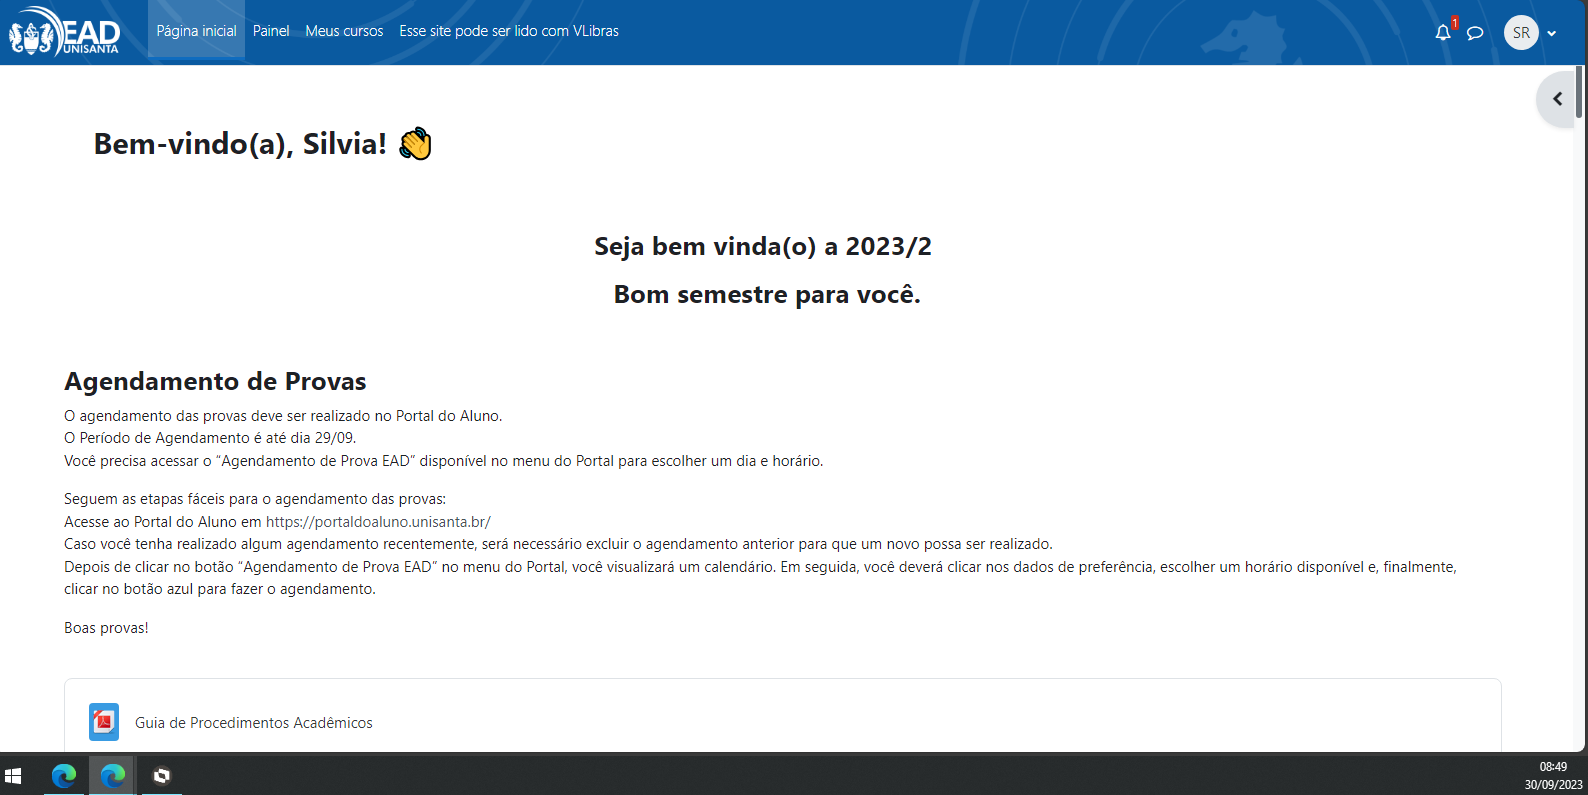 EAD
UNISANTA
Página inicial
Painel
Meus cursos
Esse site pode ser lido com VLibras
1
SR
Bem-vindo(a), Silvia!
Seja bem vinda(o) a 2023/2
Bom semestre para você.
Agendamento de Provas
O agendamento das provas deve ser realizado no Portal do Aluno.
O Período de Agendamento é até dia 29/09.
Você precisa acessar o “Agendamento de Prova EAD” disponível no menu do Portal para escolher um dia e horário.
Seguem as etapas fáceis para o agendamento das provas:
Acesse ao Portal do Aluno em https://portaldoaluno.unisanta.br/
Caso você tenha realizado algum agendamento recentemente, será necessário excluir o agendamento anterior para que um novo possa ser realizado.
Depois de clicar no botão “Agendamento de Prova EAD” no menu do Portal, você visualizará um calendário. Em seguida, você deverá clicar nos dados de preferência, escolher um horário disponível e, finalmente,
clicar no botão azul para fazer o agendamento.
Boas provas!
Guia de Procedimentos Acadêmicos
08:49
30/09/2023